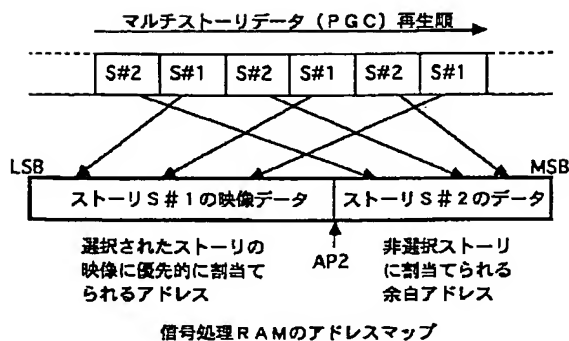 マルチストーリデータ(PGC)再生順
S#2 S#1 S#2 S#1 S#2 S#1
LSB MSB
ストーリS#1の映像データ ストーリS#2のデータ
選択されたストーリの
映像に優先的に割当て
られるアドレス
AP2
非選択ストーリ
に割当てられる
余白アドレス
信号処理RAMのアドレスマップ